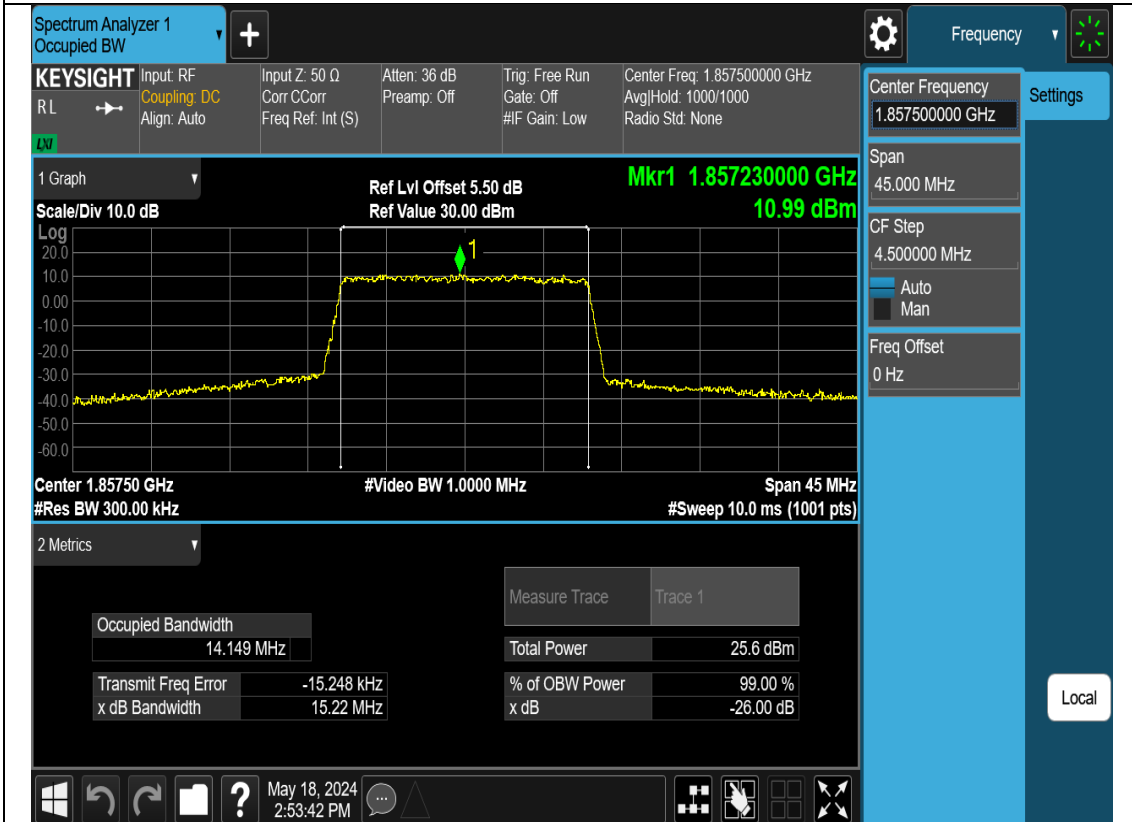 Spectrum Analyzer 1
Occupied BW
Frequency
KEYSIGHT
R L
LXI
Input: RF
Coupling: DC
Align: Auto
Input Z: 50 Ω
Corr CCorr
Freq Ref: Int (S)
Atten: 36 dB
Preamp: Off
Trig: Free Run
Gate: Off
#IF Gain: Low
Center Freq: 1.857500000 GHz
Avg|Hold: 1000/1000
Radio Std: None
1 Graph
Scale/Div 10.0 dB
Ref Lvl Offset 5.50 dB
Ref Value 30.00 dBm
Mkr1 1.857230000 GHz
10.99 dBm
Log
20.0
10.0
0.00
-10.0
-20.0
-30.0
-40.0
-50.0
-60.0
1
Center 1.85750 GHz
#Video BW 1.0000 MHz
Span 45 MHz
#Res BW 300.00 kHz
#Sweep 10.0 ms (1001 pts)
2 Metrics
Measure Trace Trace 1
Occupied Bandwidth
14.149 MHz
Total Power 25.6 dBm
Transmit Freq Error -15.248 kHz
% of OBW Power 99.00 %
x dB Bandwidth 15.22 MHz
x dB -26.00 dB
Center Frequency
1.857500000 GHz
Settings
Span
45.000 MHz
CF Step
4.500000 MHz
Auto
Man
Freq Offset
0 Hz
Local
?
May 18, 2024
2:53:42 PM